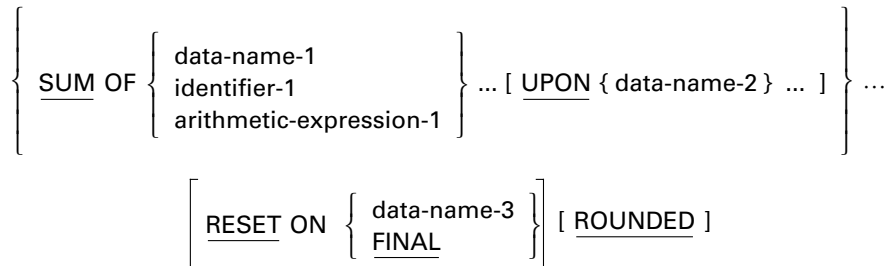 data-name-1
SUM OF { identifier-1 } ... [ UPON { data-name-2 } ... ] } ...
arithmetic-expression-1
RESET ON { data-name-3 } [ ROUNDED ]
FINAL